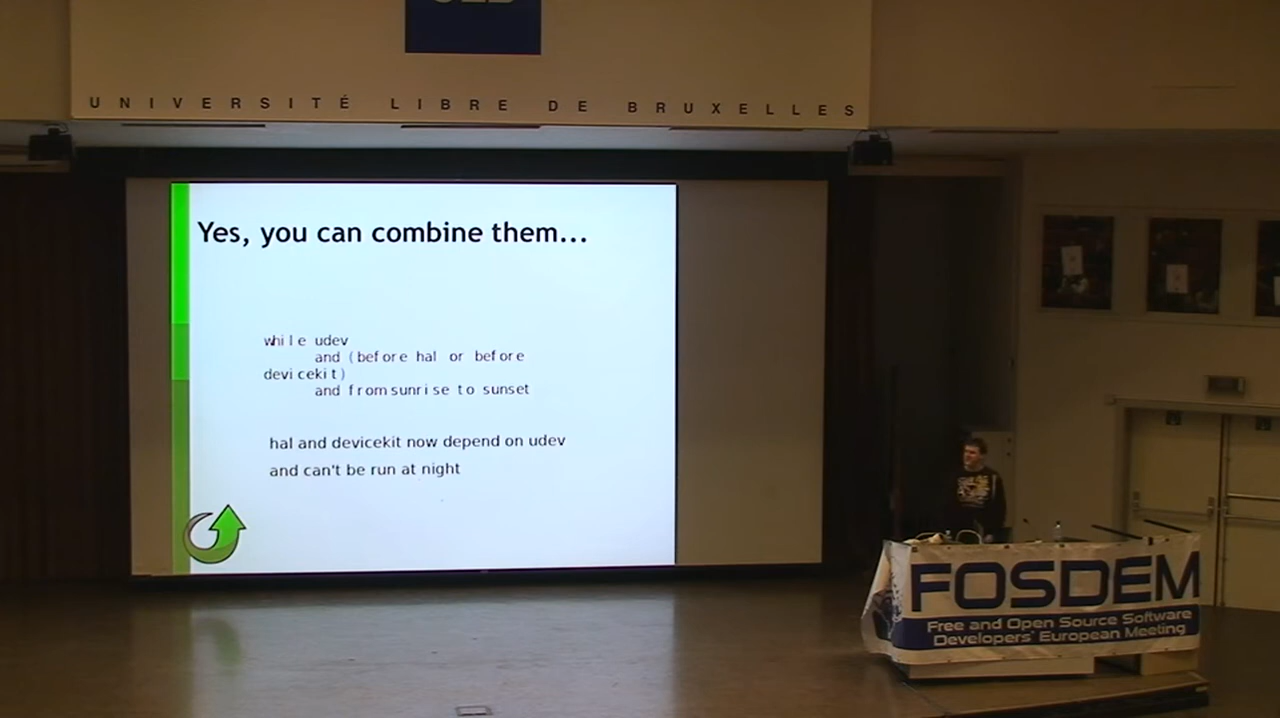 UNIVERSITÉ LIBRE DE BRUXELLES
Yes, you can combine them...
while udev
and (before hal or before
devicekit)
and from sunrise to sunset
hal and devicekit now depend on udev
and can't be run at night
FOSDEM
Free and Open Source Software
Developers' European Meeting